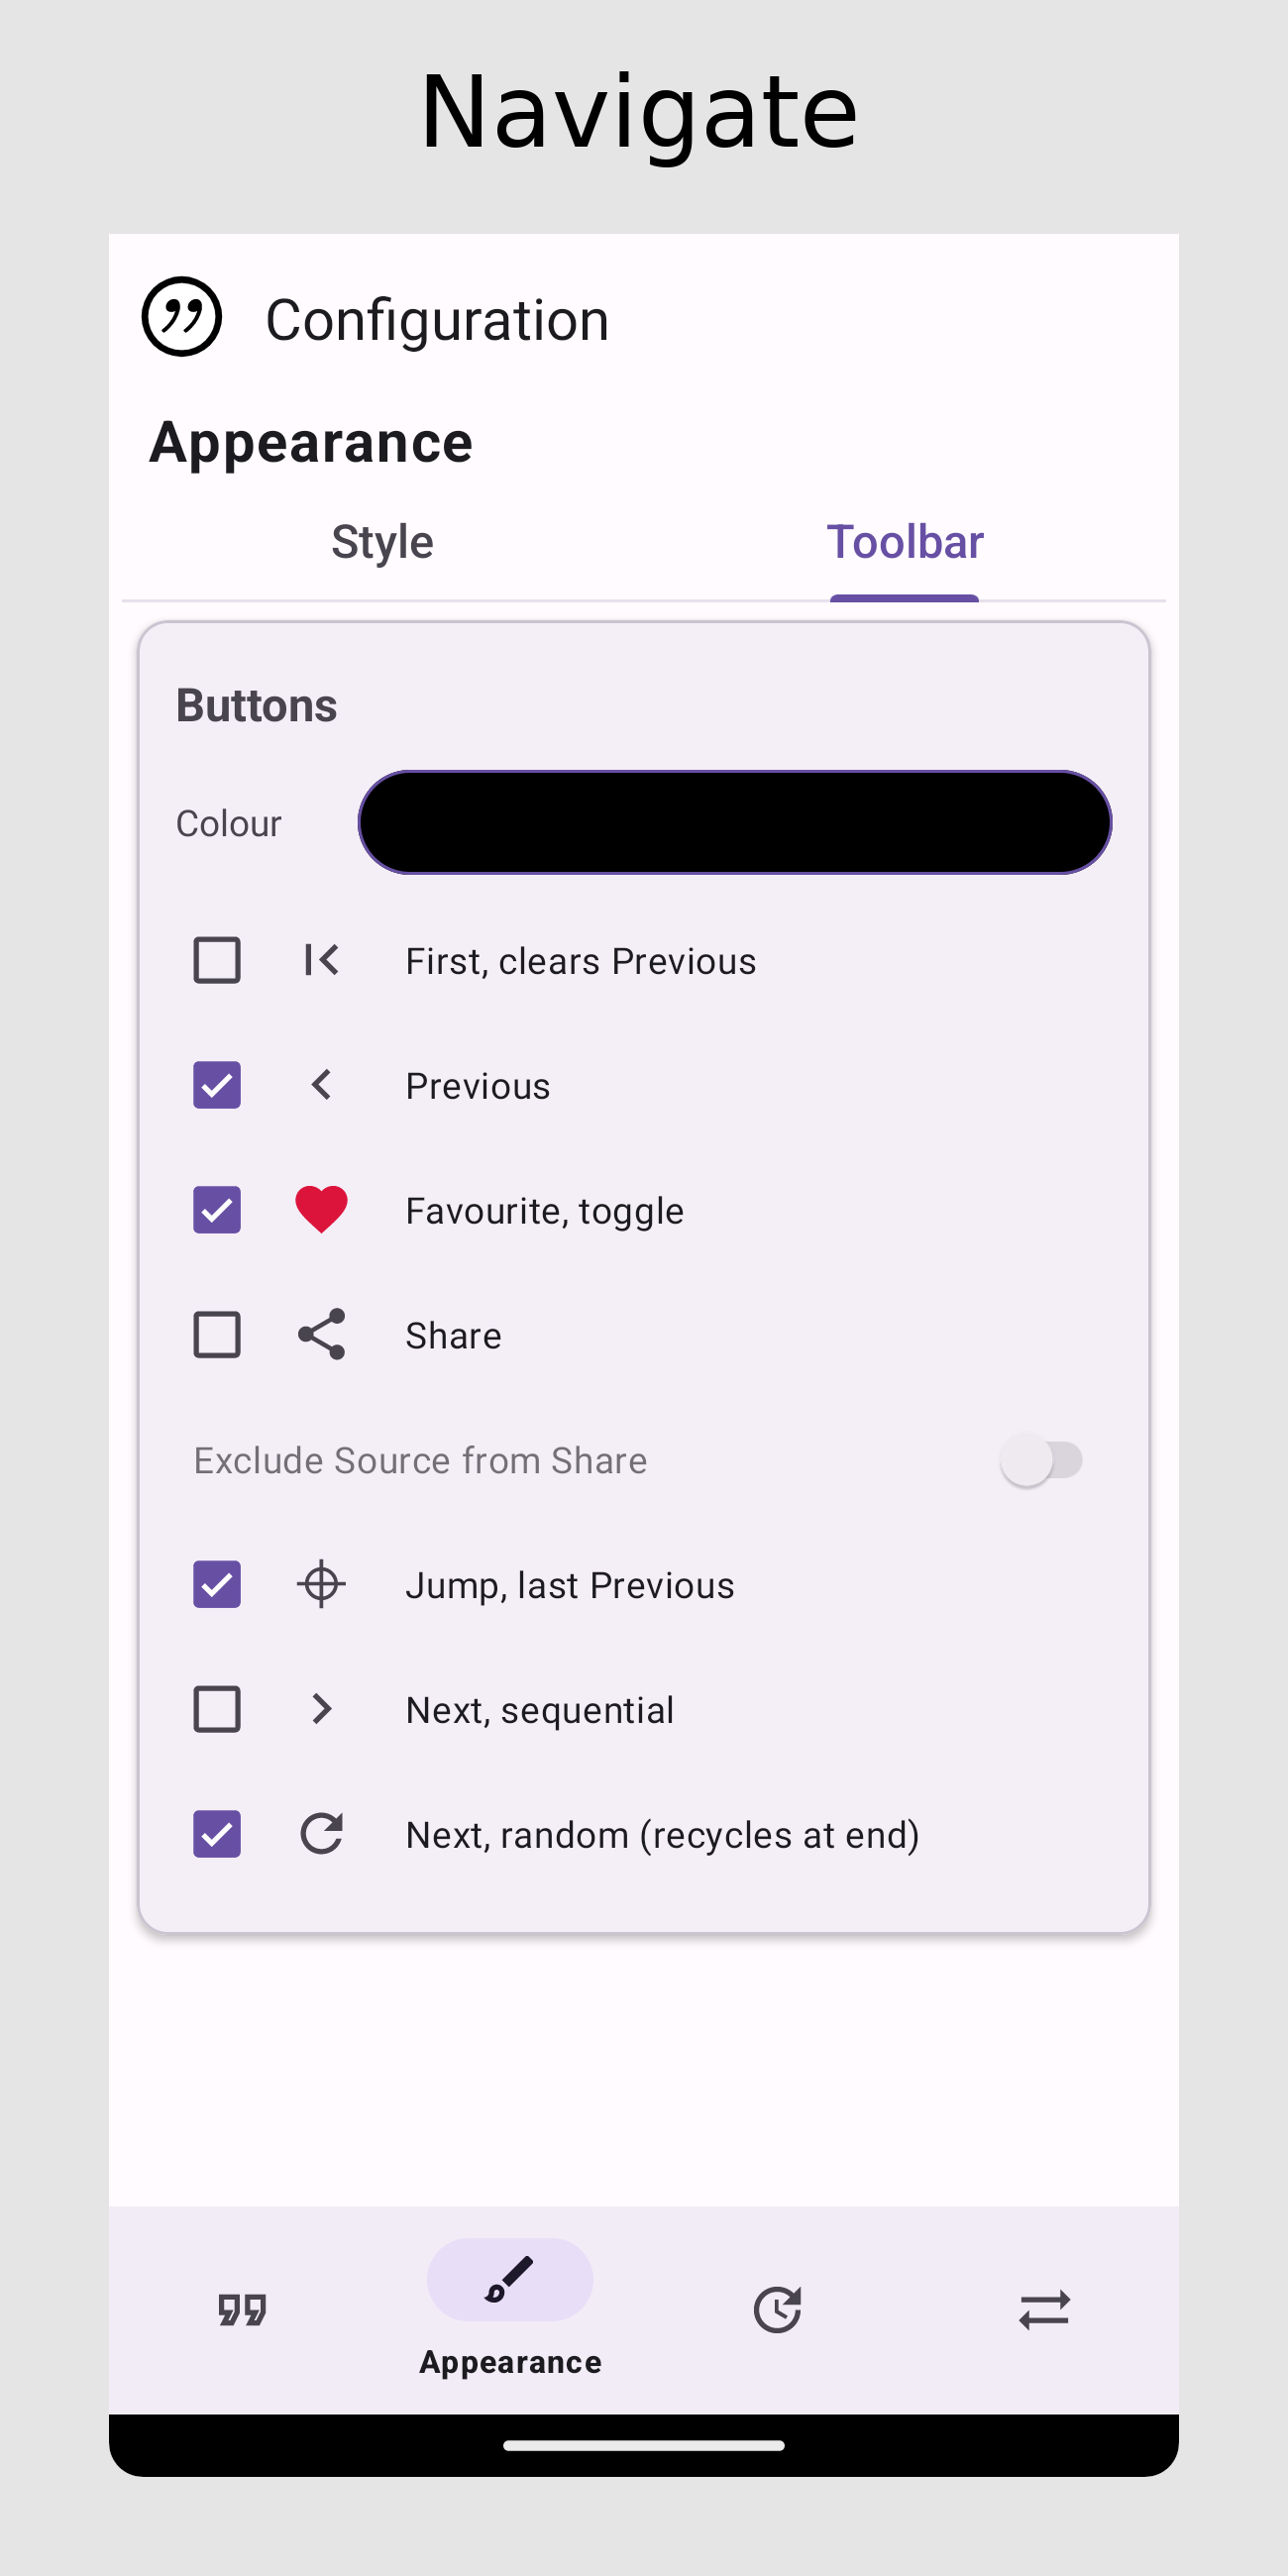 Navigate
Configuration
Appearance
Style
Toolbar
Buttons
Colour
First, clears Previous
Previous
Favourite, toggle
Share
Exclude Source from Share
Jump, last Previous
Next, sequential
Next, random (recycles at end)
Appearance